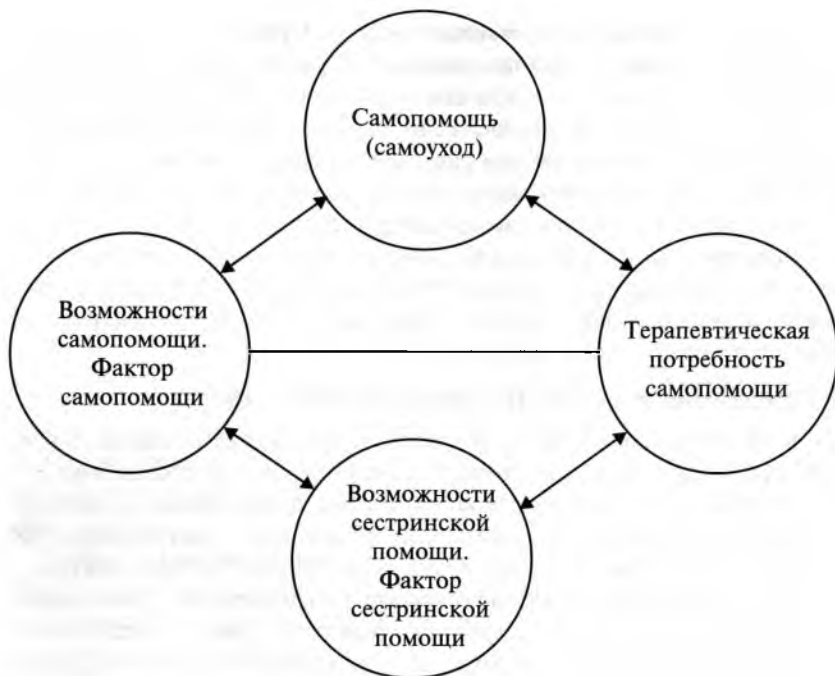 Самопомощь
(самоуход)
Возможности
самопомощи.
Фактор
самопомощи
Терапевтическая
потребность
самопомощи
Возможности
сестринской
помощи.
Фактор
сестринской
помощи